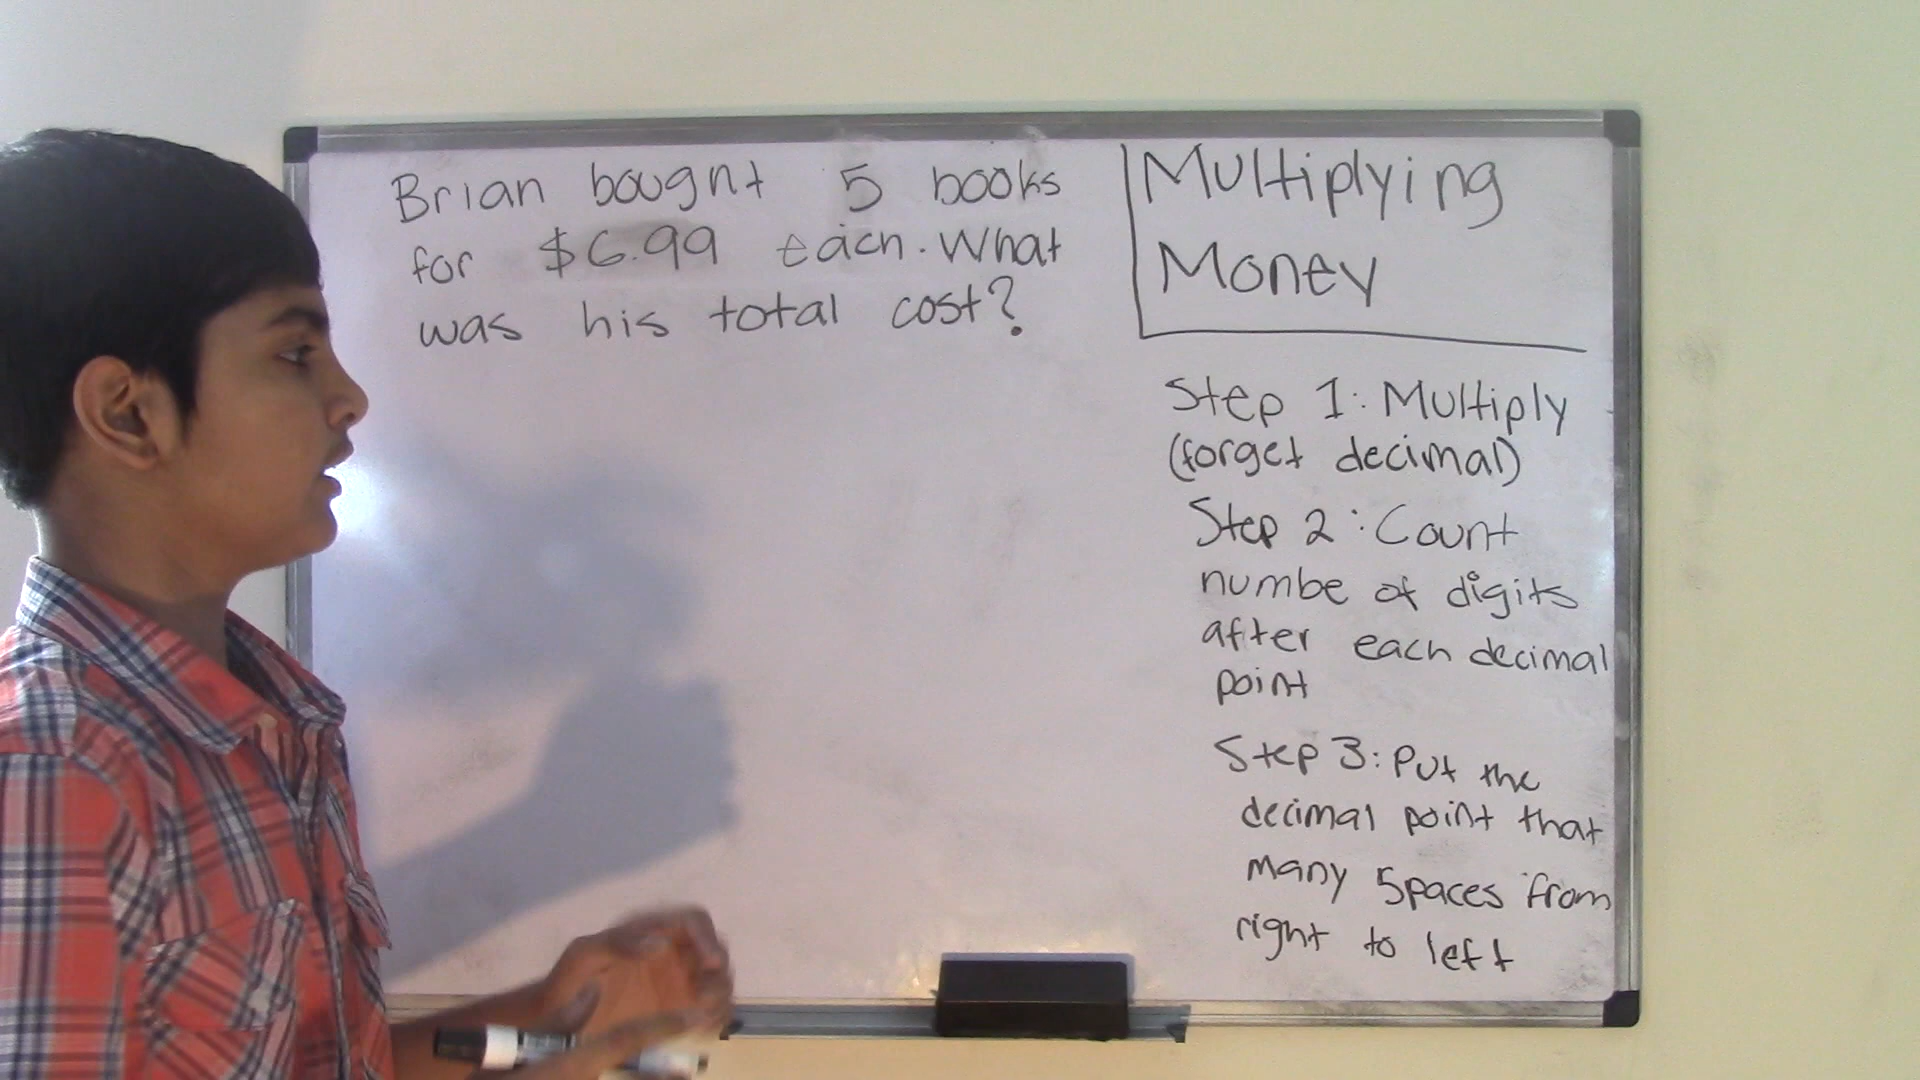 Brian bought 5 books
for $6.99 each. What
was his total cost?
Multiplying
Money
Step 1: Multiply
(forget decimal)
Step 2: Count
numbe of digits
after each decimal
point
Step 3: Put the
decimal point that
many spaces from
right to left